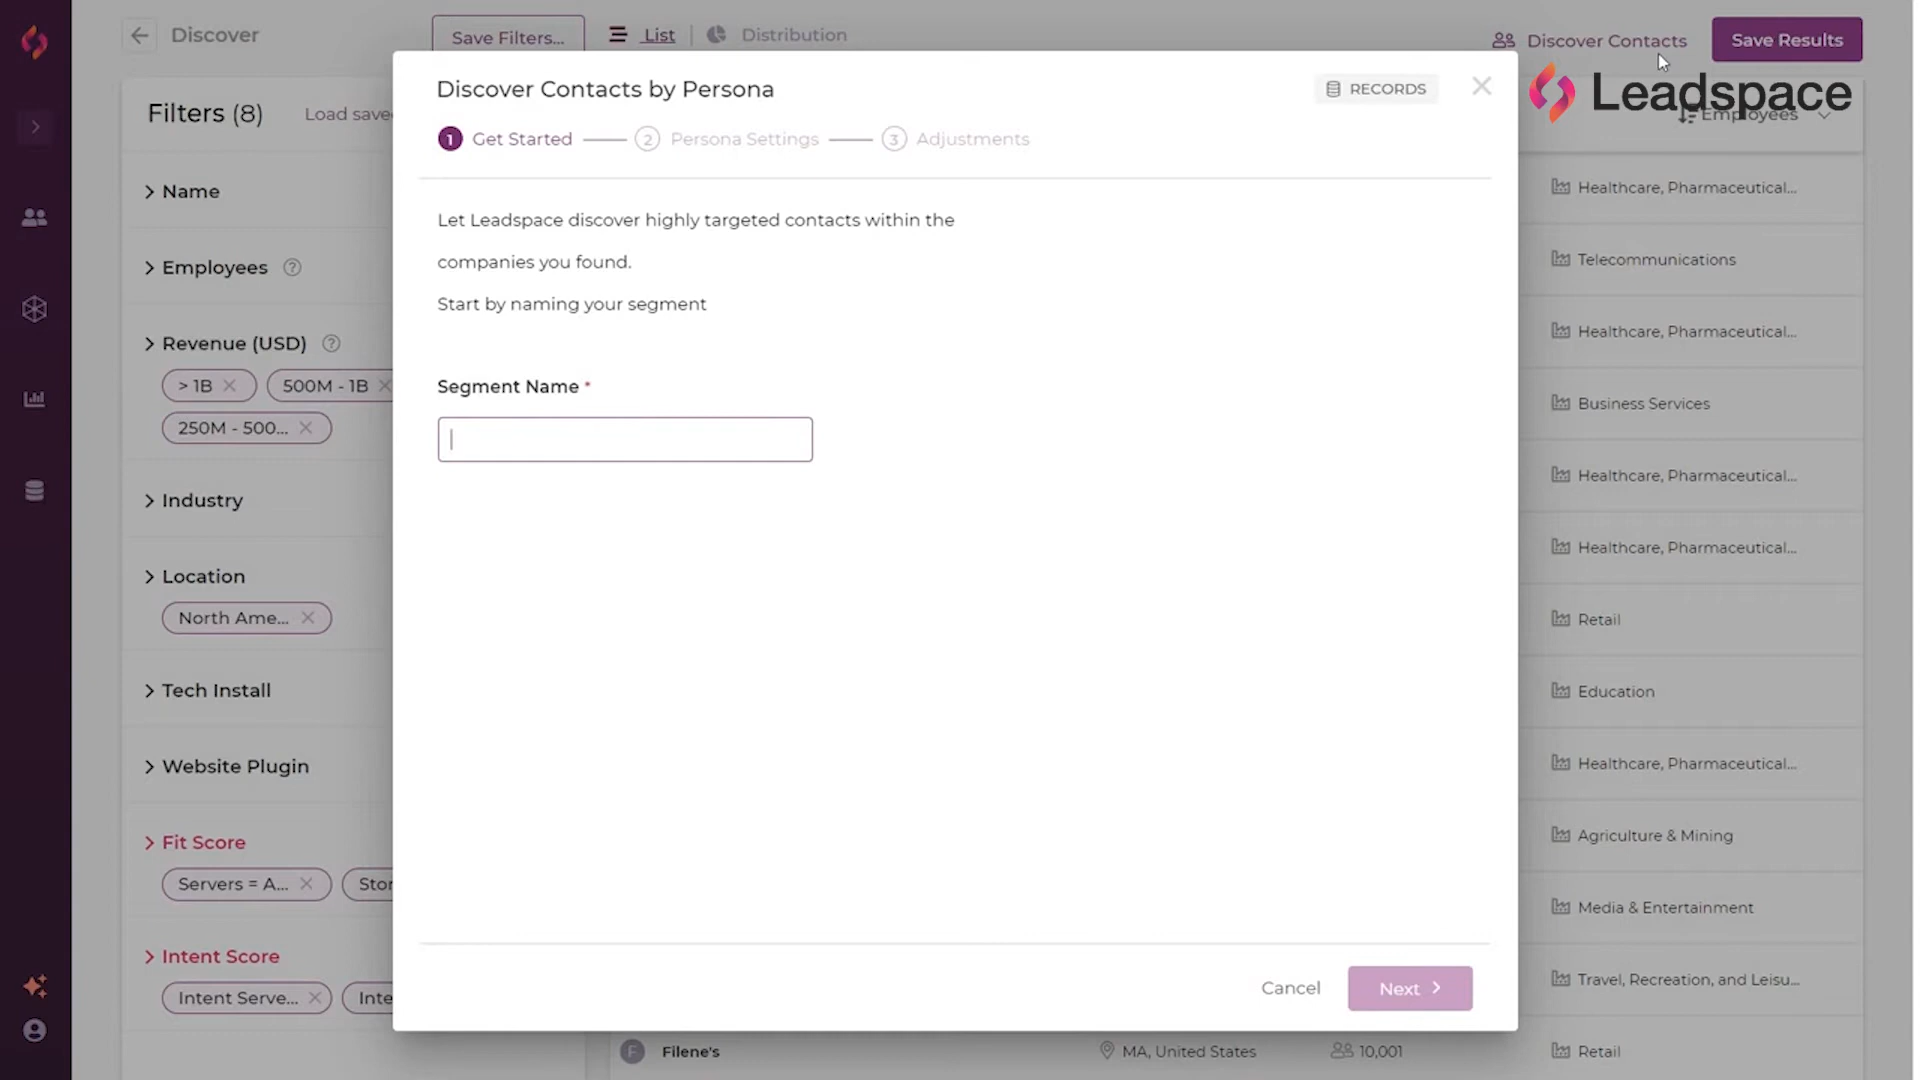 Discover
Save Filters...
List
Distribution
Discover Contacts
Save Results
Leadspace
Filters (8)
Load save
Employees
Name
Employees
Revenue (USD)
> 1B
500M - 1B
250M - 500...
Industry
Location
North Ame...
Tech Install
Website Plugin
Fit Score
Servers = A...
Stor
Intent Score
Intent Serve...
Inte
Discover Contacts by Persona
RECORDS
1 Get Started
2 Persona Settings
3 Adjustments
Let Leadspace discover highly targeted contacts within the
companies you found.
Start by naming your segment
Segment Name *
Cancel
Next
Healthcare, Pharmaceutical...
Telecommunications
Healthcare, Pharmaceutical...
Business Services
Healthcare, Pharmaceutical...
Healthcare, Pharmaceutical...
Retail
Education
Healthcare, Pharmaceutical...
Agriculture & Mining
Media & Entertainment
Travel, Recreation, and Leisu...
F Filene's
MA, United States
10,001
Retail